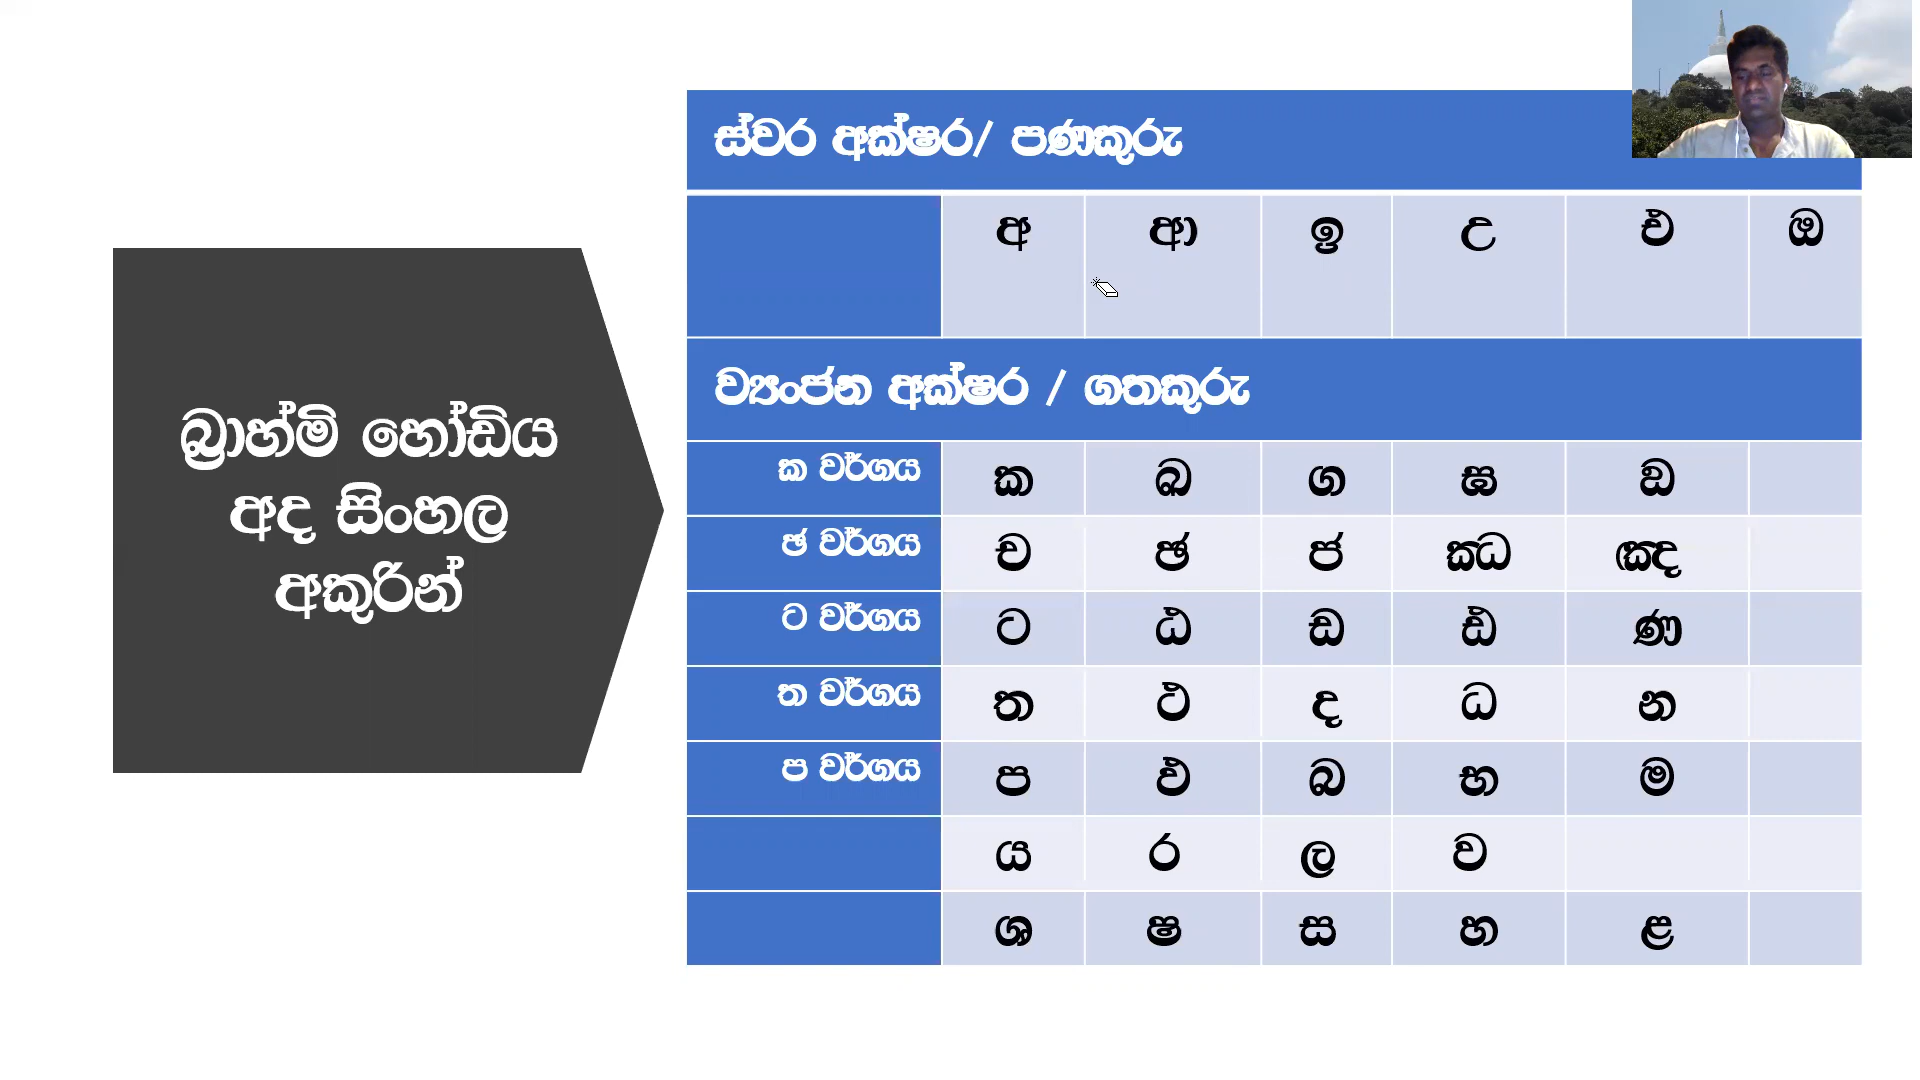 බ්‍රාහ්මි හෝඩිය
අද සිංහල
අකුරින්
ස්වර අක්ෂර/ පණකුරු
අ ආ ඉ උ එ ඔ
ව්‍යංජන අක්ෂර / ගතකුරු
ක වර්ගය ක ඛ ග ඝ ඞ
ඡ වර්ගය ච ඡ ජ ඣ ඤ
ට වර්ගය ට ඨ ඩ ඪ ණ
ත වර්ගය ත ථ ද ධ න
ප වර්ගය ප ඵ බ භ ම
ය ර ල ව
ශ ෂ ස හ ළ